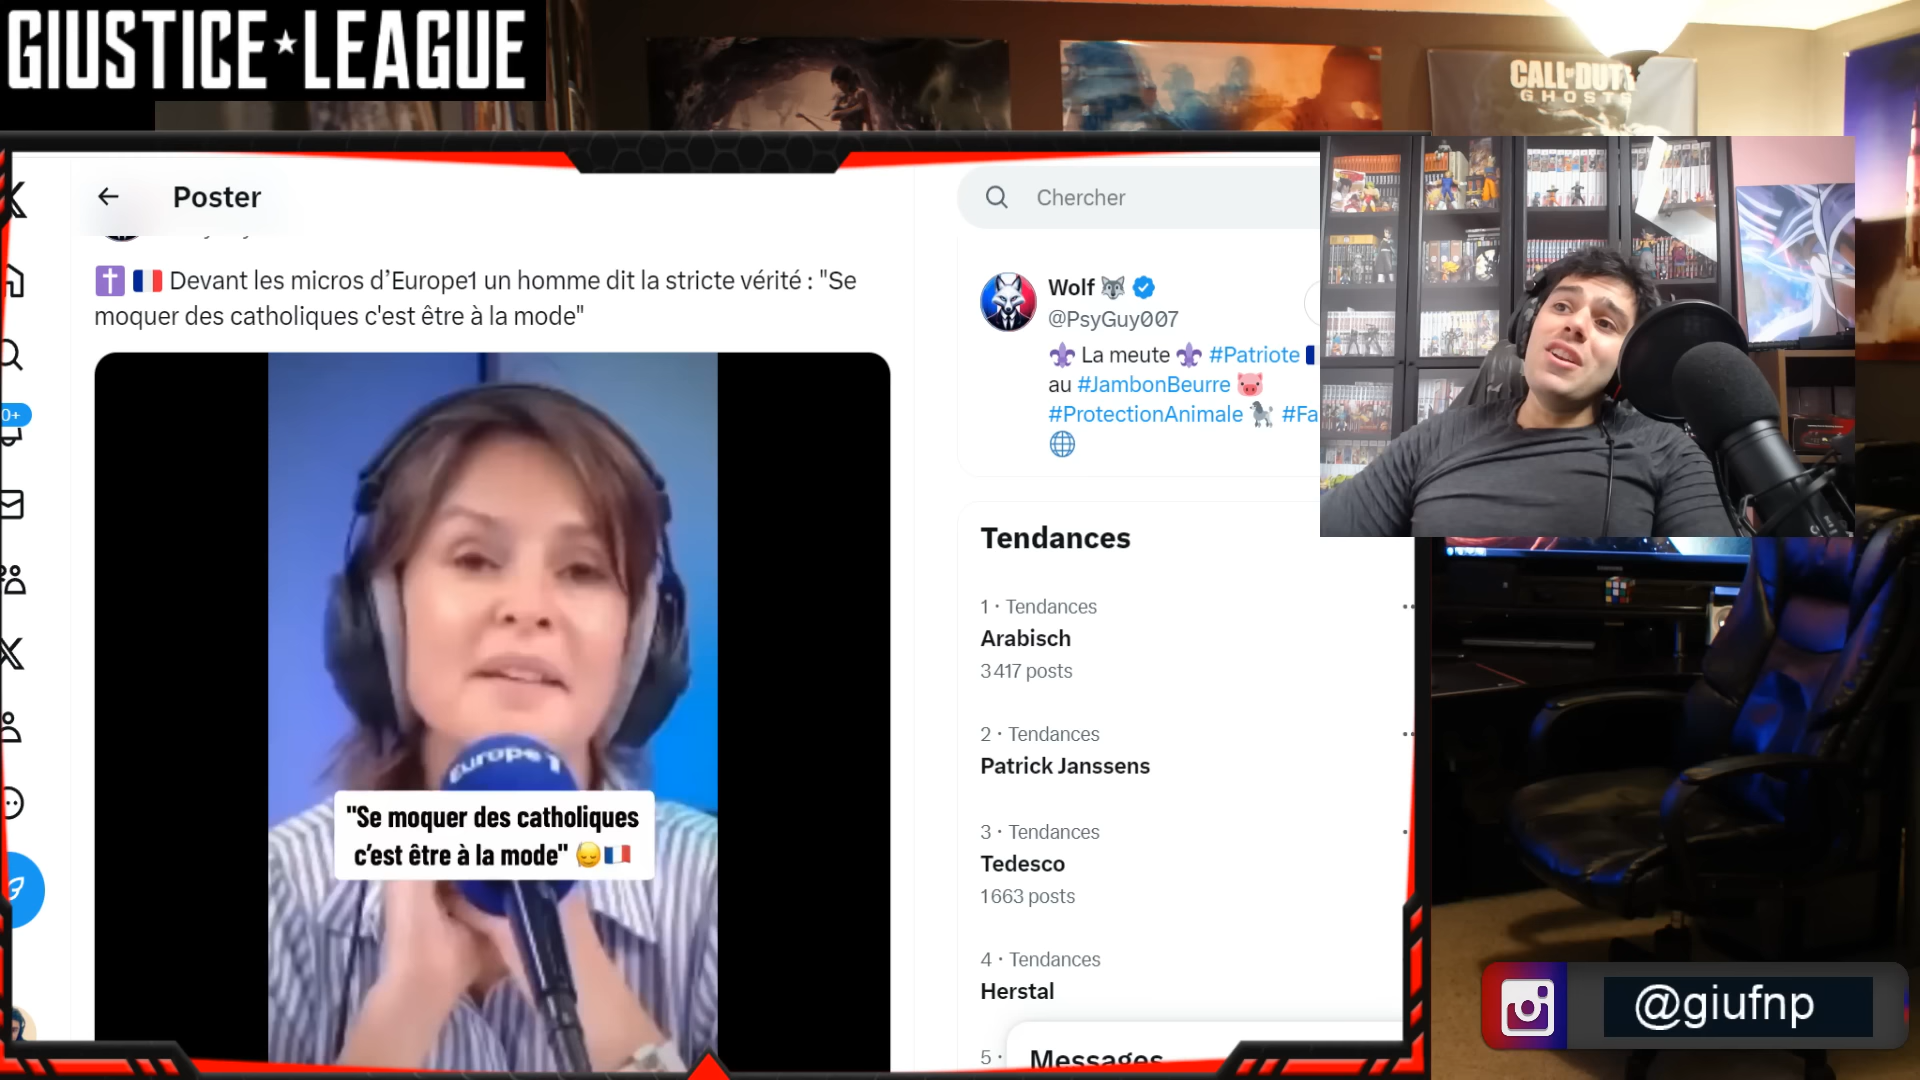 GIUSTICE★LEAGUE
CALL OF DUTY
GHOSTS
Poster
Chercher
✝️🇫🇷 Devant les micros d’Europe1 un homme dit la stricte vérité : "Se
moquer des catholiques c'est être à la mode"
Wolf 🐺
@PsyGuy007
⚜️ La meute ⚜️ #Patriote
au #JambonBeurre 🐷
#ProtectionAnimale 🐩 #Fa
🌐
0+
Europe 1
"Se moquer des catholiques
c’est être à la mode" 😔🇫🇷
Tendances
1 · Tendances
Arabisch
3 417 posts
2 · Tendances
Patrick Janssens
3 · Tendances
Tedesco
1 663 posts
4 · Tendances
Herstal
5 ·
Messages
@giufnp